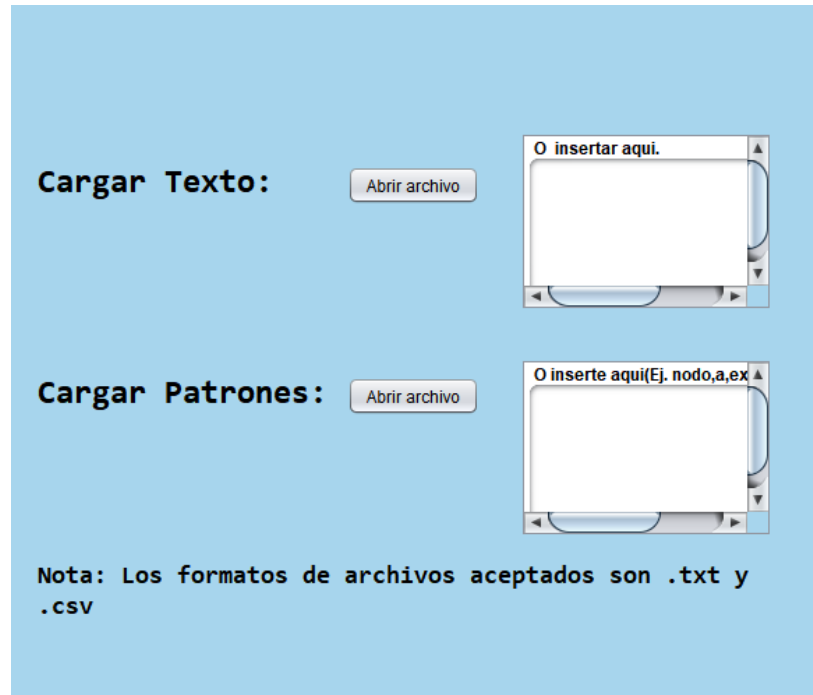 O insertar aqui.
Cargar Texto:
Abrir archivo
O inserte aqui(Ej. nodo,a,ex
Cargar Patrones:
Abrir archivo
Nota: Los formatos de archivos aceptados son .txt y
.csv